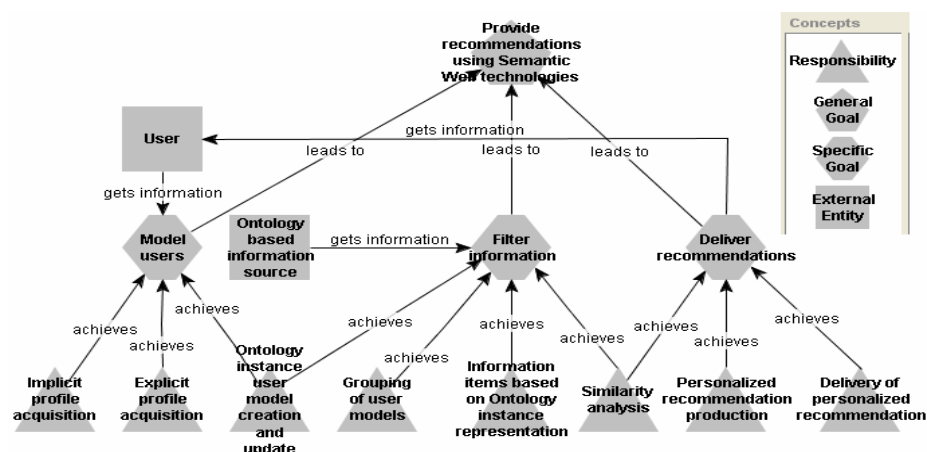 Provide
recommendations
using Semantic
Web technologies
Concepts
Responsibility
General
Goal
Specific
Goal
External
Entity
User
gets information
leads to
leads to
leads to
gets information
Model
users
Ontology
based
information
source
gets information
Filter
information
Deliver
recommendations
achieves
achieves
achieves
achieves
achieves
achieves
achieves
achieves
achieves
achieves
Implicit
profile
acquisition
Explicit
profile
acquisition
Ontology
instance
user
model
creation
and
update
Grouping
of user
models
Information
items based
on Ontology
instance
representation
Similarity
analysis
Personalized
recommendation
production
Delivery of
personalized
recommendation